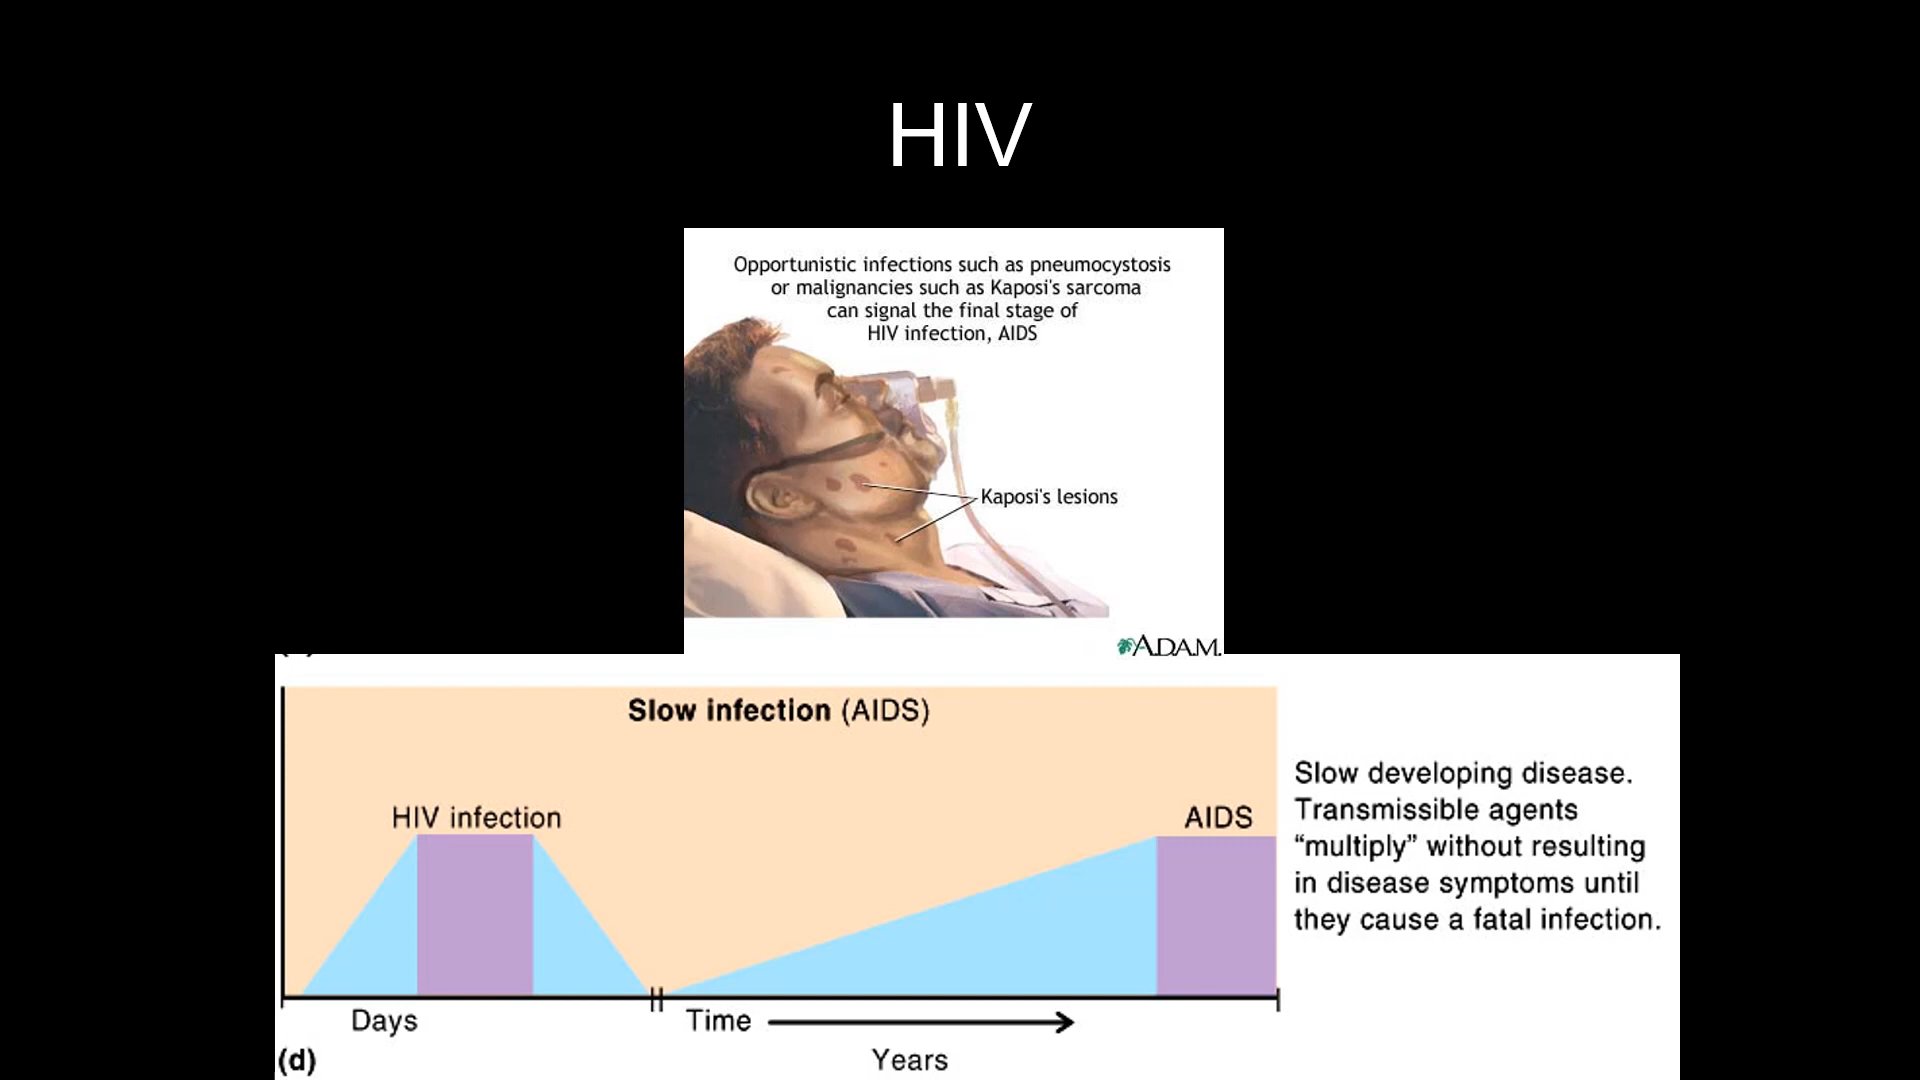 HIV
Opportunistic infections such as pneumocystosis
or malignancies such as Kaposi's sarcoma
can signal the final stage of
HIV infection, AIDS
Kaposi's lesions
A.D.A.M.
Slow infection (AIDS)
HIV infection
AIDS
Slow developing disease.
Transmissible agents
“multiply” without resulting
in disease symptoms until
they cause a fatal infection.
Days
Time
Years
(d)